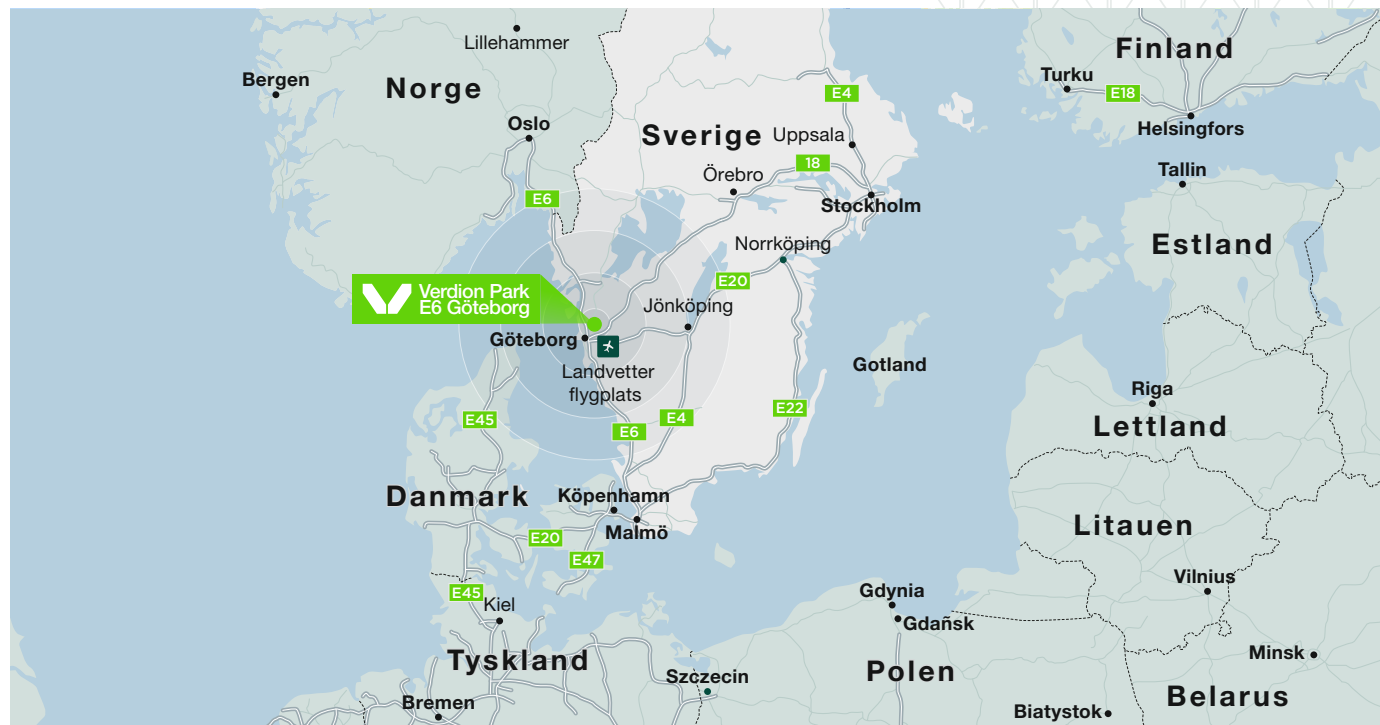 Lillehammer
Finland
Bergen
Norge
Turku
E4
E18
Oslo
Sverige
Uppsala
Helsingfors
18
Tallin
Örebro
E6
Stockholm
Norrköping
Estland
E20
Verdion Park
E6 Göteborg
Jönköping
Göteborg
Landvetter
flygplats
Gotland
Riga
E45
E6
E4
E22
Lettland
Danmark
Köpenhamn
Malmö
Litauen
E20
E47
Vilnius
E45
Kiel
Gdynia
Gdañsk
Tyskland
Szczecin
Polen
Minsk
Belarus
Bremen
Biatystok